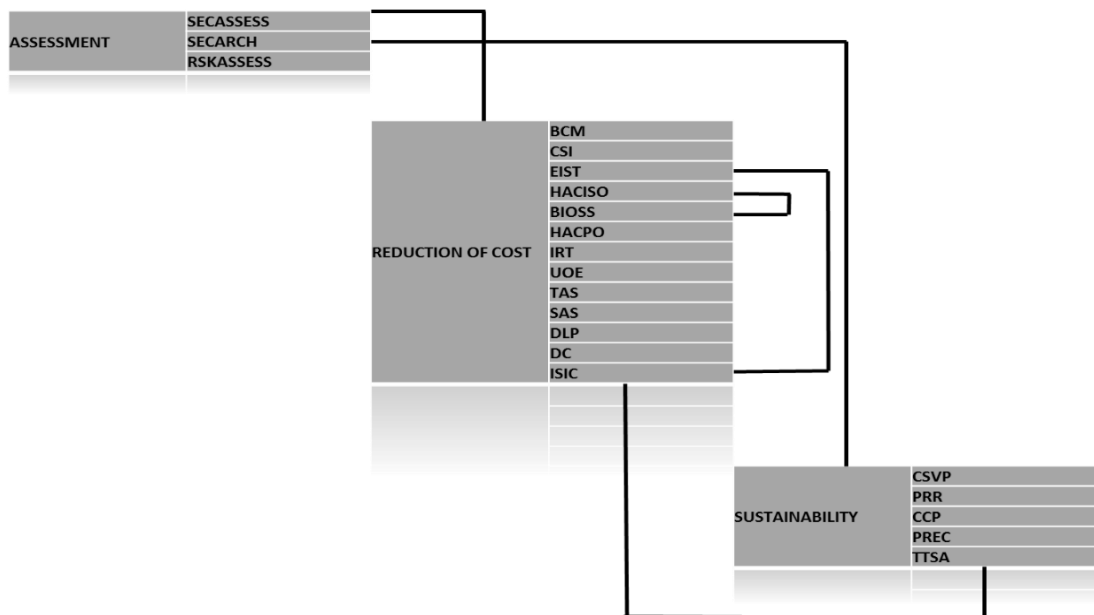 ASSESSMENT
SECASSESS
SECARCH
RSKASSESS
REDUCTION OF COST
BCM
CSI
EIST
HACISO
BIOSS
HACPO
IRT
UOE
TAS
SAS
DLP
DC
ISIC
SUSTAINABILITY
CSVP
PRR
CCP
PREC
TTSA